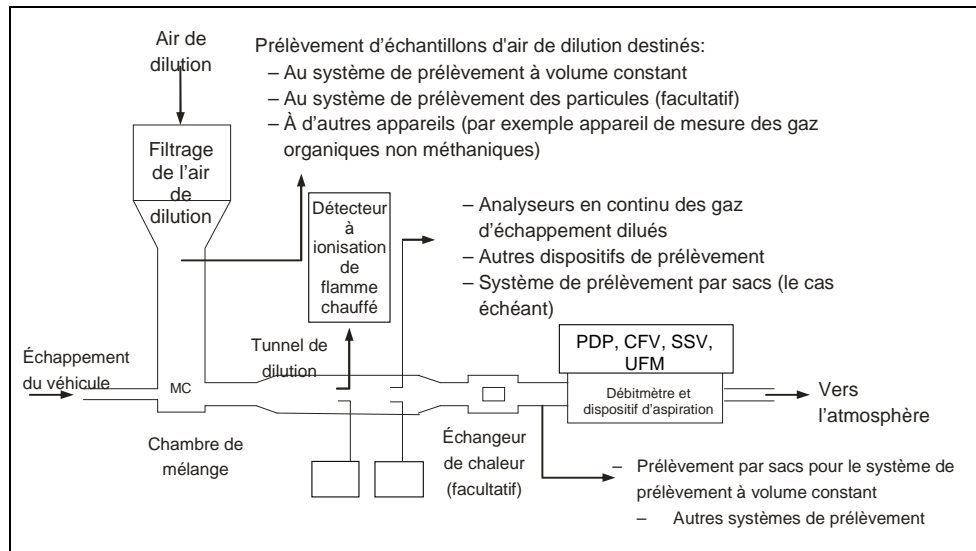 Air de
dilution
Prélèvement d’échantillons d'air de dilution destinés:
– Au système de prélèvement à volume constant
– Au système de prélèvement des particules (facultatif)
– À d’autres appareils (par exemple appareil de mesure des gaz
organiques non méthaniques)
Filtrage
de l’air
de
dilution
Détecteur
à
ionisation
de
flamme
chauffé
– Analyseurs en continu des gaz
d’échappement dilués
– Autres dispositifs de prélèvement
– Système de prélèvement par sacs (le cas
échéant)
PDP, CFV, SSV,
UFM
Échappement
du véhicule
MC
Tunnel de
dilution
Débitmètre et
dispositif d’aspiration
Vers
l’atmosphère
Chambre de
mélange
Échangeur
de chaleur
(facultatif)
– Prélèvement par sacs pour le système de
prélèvement à volume constant
– Autres systèmes de prélèvement